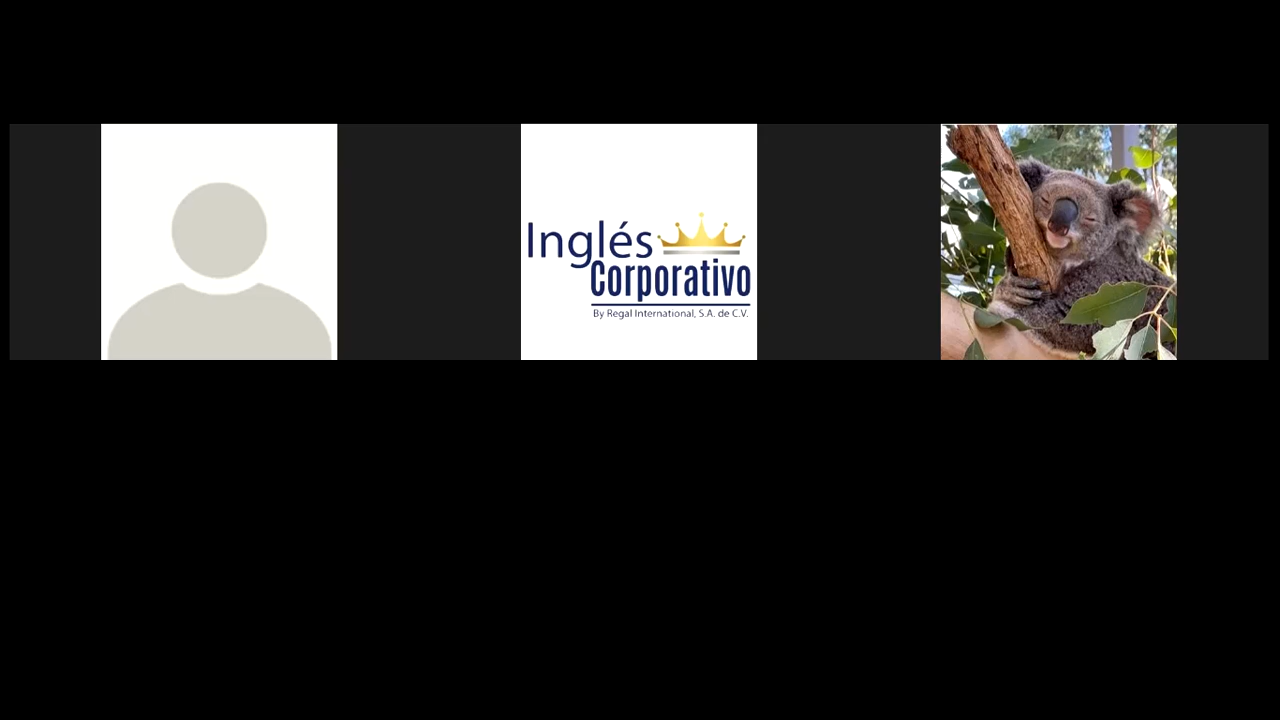 Inglés
Corporativo
By Regal International, S.A. de C.V.